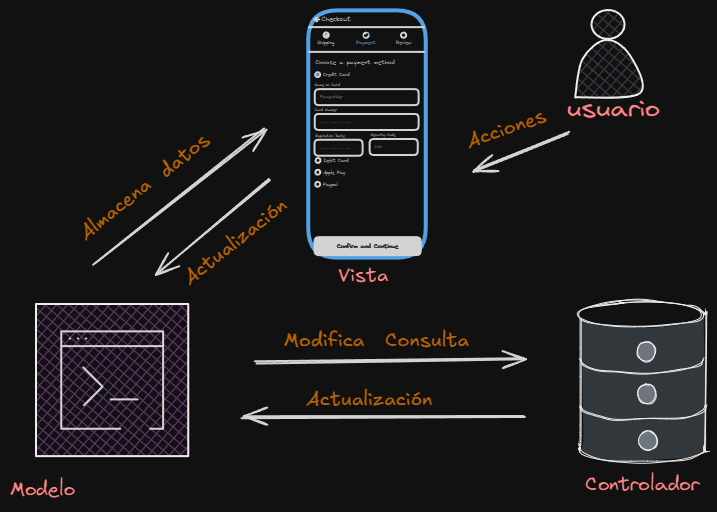 Checkout
Shipping Payment Review
Choose a payment method
Credit Card
Name on Card
Card Number
Expiration Date Security Code
Debit Card
Apple Pay
Paypal
Confirm and Continue
Vista
usuario
Acciones
Almacena datos
Actualización
Modifica Consulta
Actualización
Modelo
Controlador